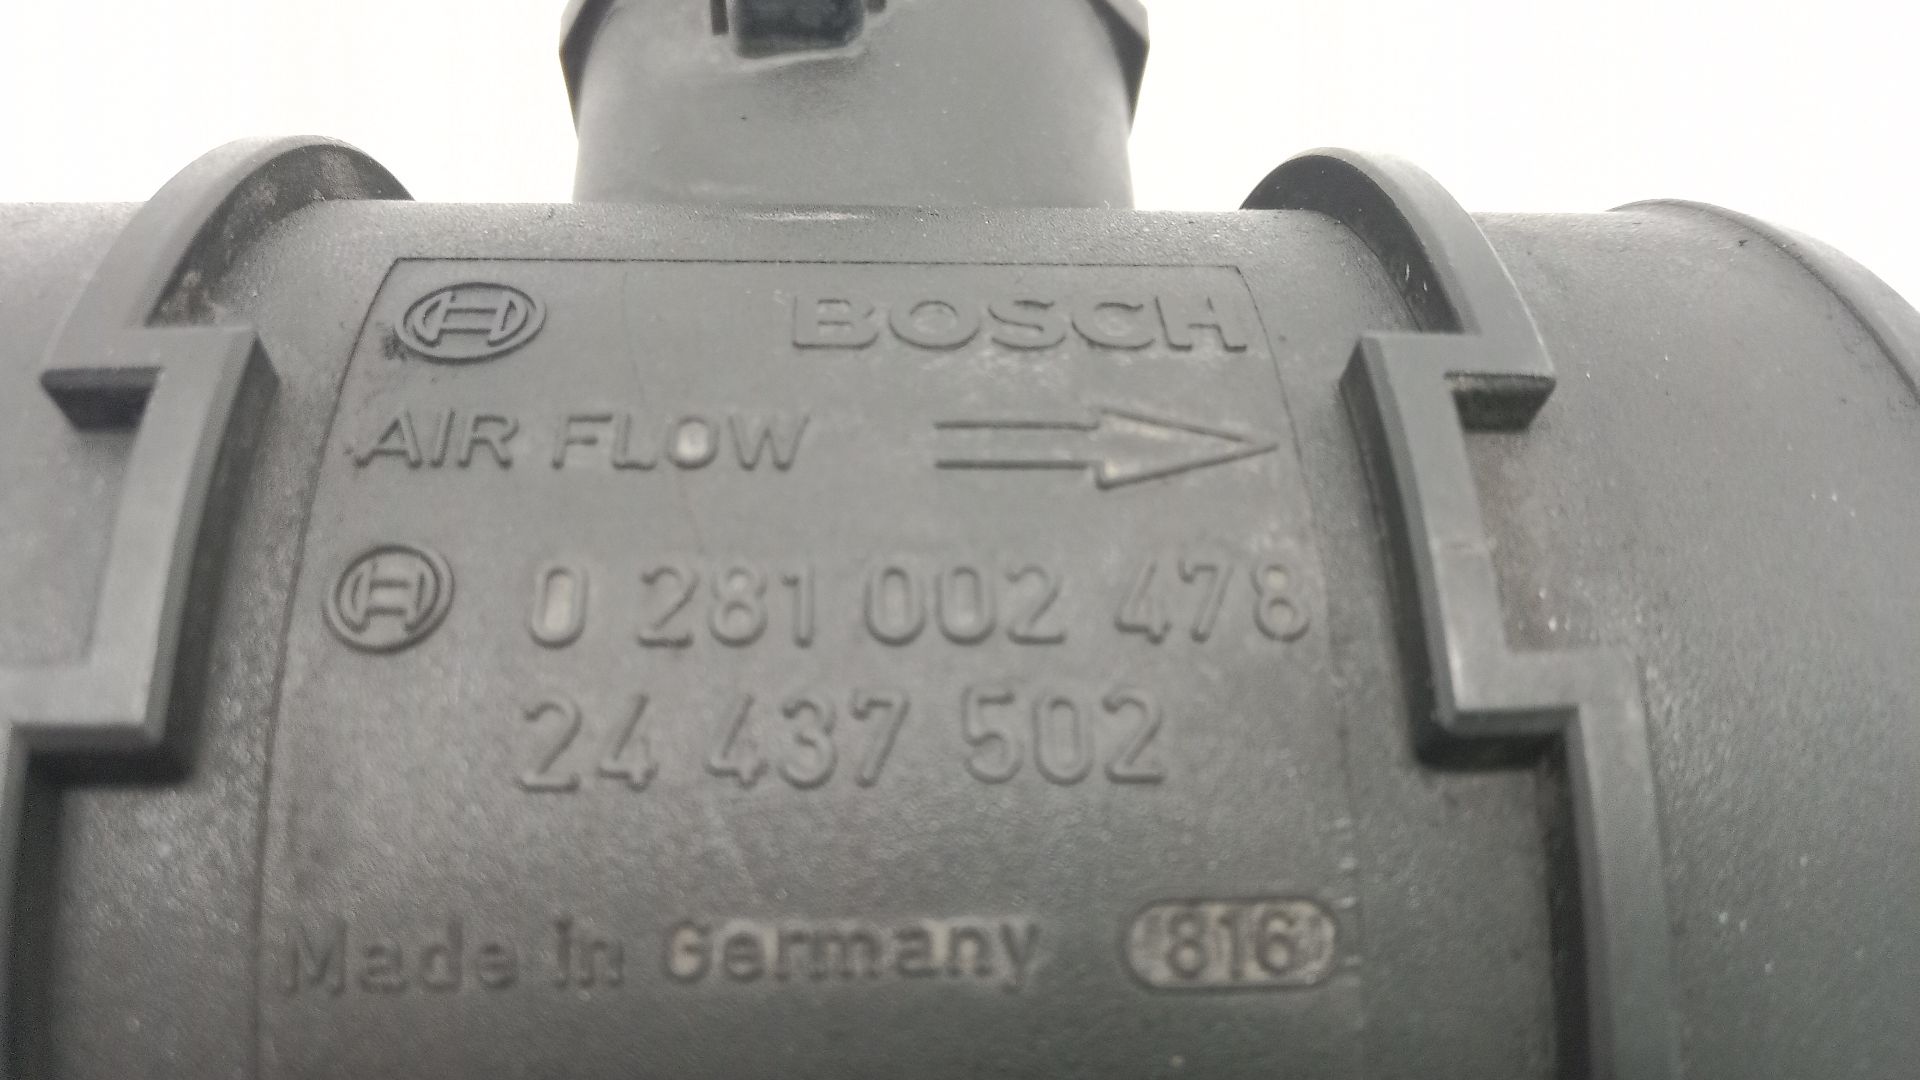 BOSCH
AIR FLOW
0 281 002 478
24 437 502
Made in Germany 816